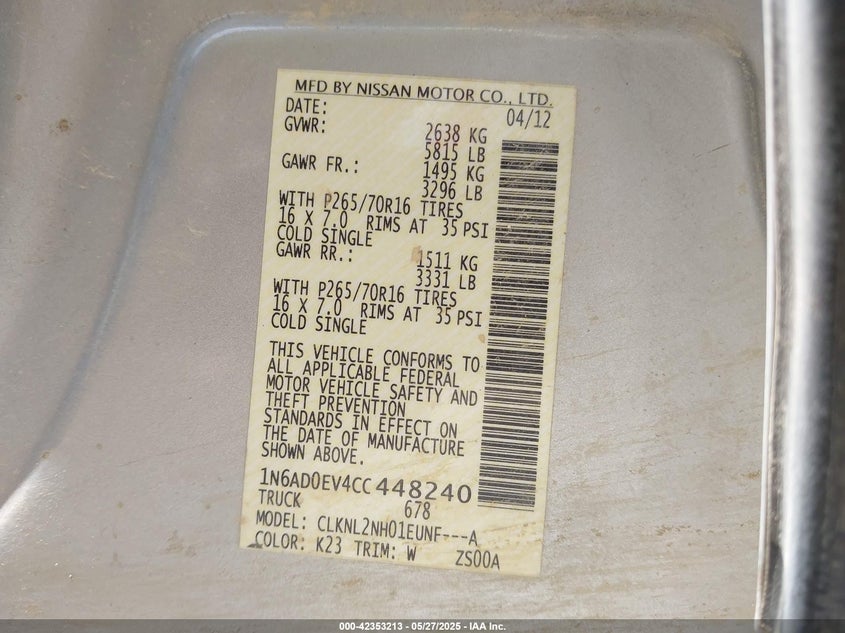 MFD BY NISSAN MOTOR CO., LTD.
DATE: 04/12
GVWR: 2638 KG
5815 LB
GAWR FR.: 1495 KG
3296 LB
WITH P265/70R16 TIRES
16 X 7.0 RIMS AT 35 PSI
COLD SINGLE
GAWR RR.: 1511 KG
3331 LB
WITH P265/70R16 TIRES
16 X 7.0 RIMS AT 35 PSI
COLD SINGLE
THIS VEHICLE CONFORMS TO
ALL APPLICABLE FEDERAL
MOTOR VEHICLE SAFETY AND
THEFT PREVENTION
STANDARDS IN EFFECT ON
THE DATE OF MANUFACTURE
SHOWN ABOVE.
1N6AD0EV4CC448240
TRUCK 678
MODEL: CLKNL2NH01EUNF---A
COLOR: K23 TRIM: W ZS00A
000-42353213 - 05/27/2025 - IAA Inc.